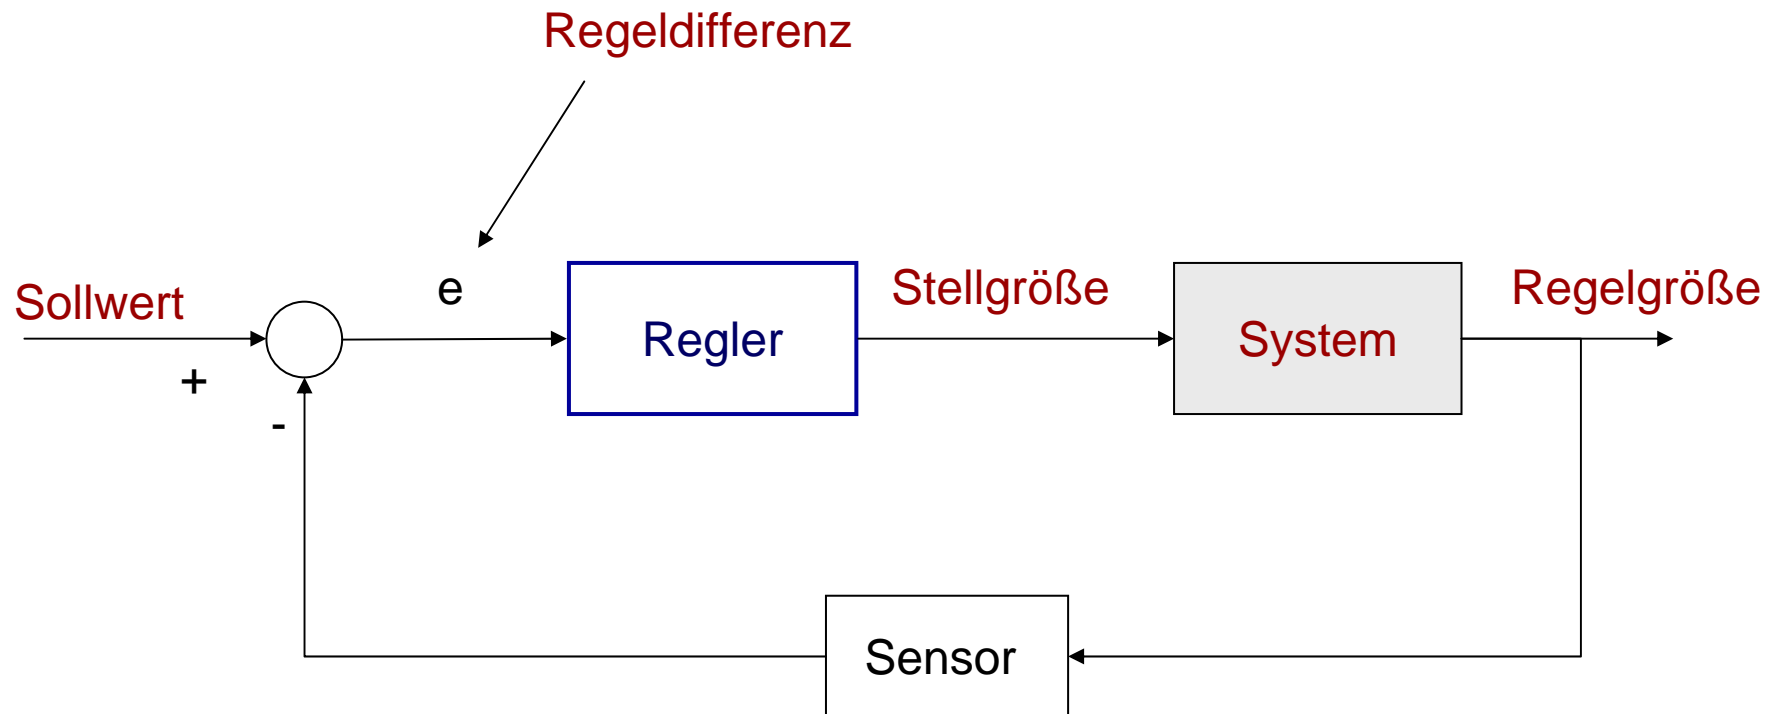 Regeldifferenz
Sollwert
e
Stellgröße
Regelgröße
Regler
System
+
-
Sensor